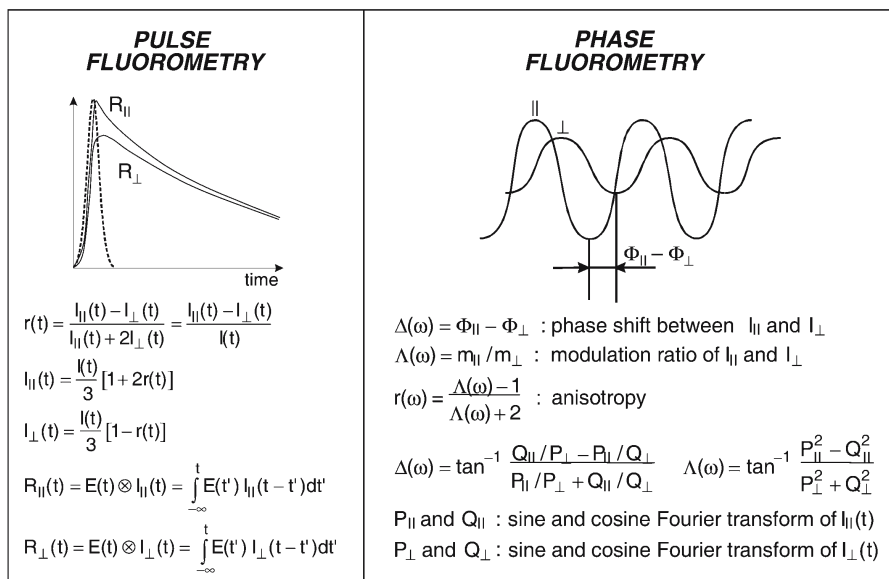 PULSE
FLUOROMETRY
R||
R⊥
time
r(t) = (I||(t) − I⊥(t)) / (I||(t) + 2I⊥(t)) = (I||(t) − I⊥(t)) / I(t)
I||(t) = I(t)/3 [1 + 2r(t)]
I⊥(t) = I(t)/3 [1 − r(t)]
R||(t) = E(t) ⊗ I||(t) = ∫_{−∞}^{t} E(t') I||(t − t')dt'
R⊥(t) = E(t) ⊗ I⊥(t) = ∫_{−∞}^{t} E(t') I⊥(t − t')dt'
PHASE
FLUOROMETRY
|| ⊥
Φ|| − Φ⊥
Δ(ω) = Φ|| − Φ⊥ : phase shift between I|| and I⊥
Λ(ω) = m||/m⊥ : modulation ratio of I|| and I⊥
r(ω) = (Λ(ω) − 1) / (Λ(ω) + 2) : anisotropy
Δ(ω) = tan⁻¹ (Q||/P⊥ − P||/Q⊥) / (P||/P⊥ + Q||/Q⊥) Λ(ω) = tan⁻¹ (P||² − Q||²) / (P⊥² + Q⊥²)
P|| and Q|| : sine and cosine Fourier transform of I||(t)
P⊥ and Q⊥ : sine and cosine Fourier transform of I⊥(t)